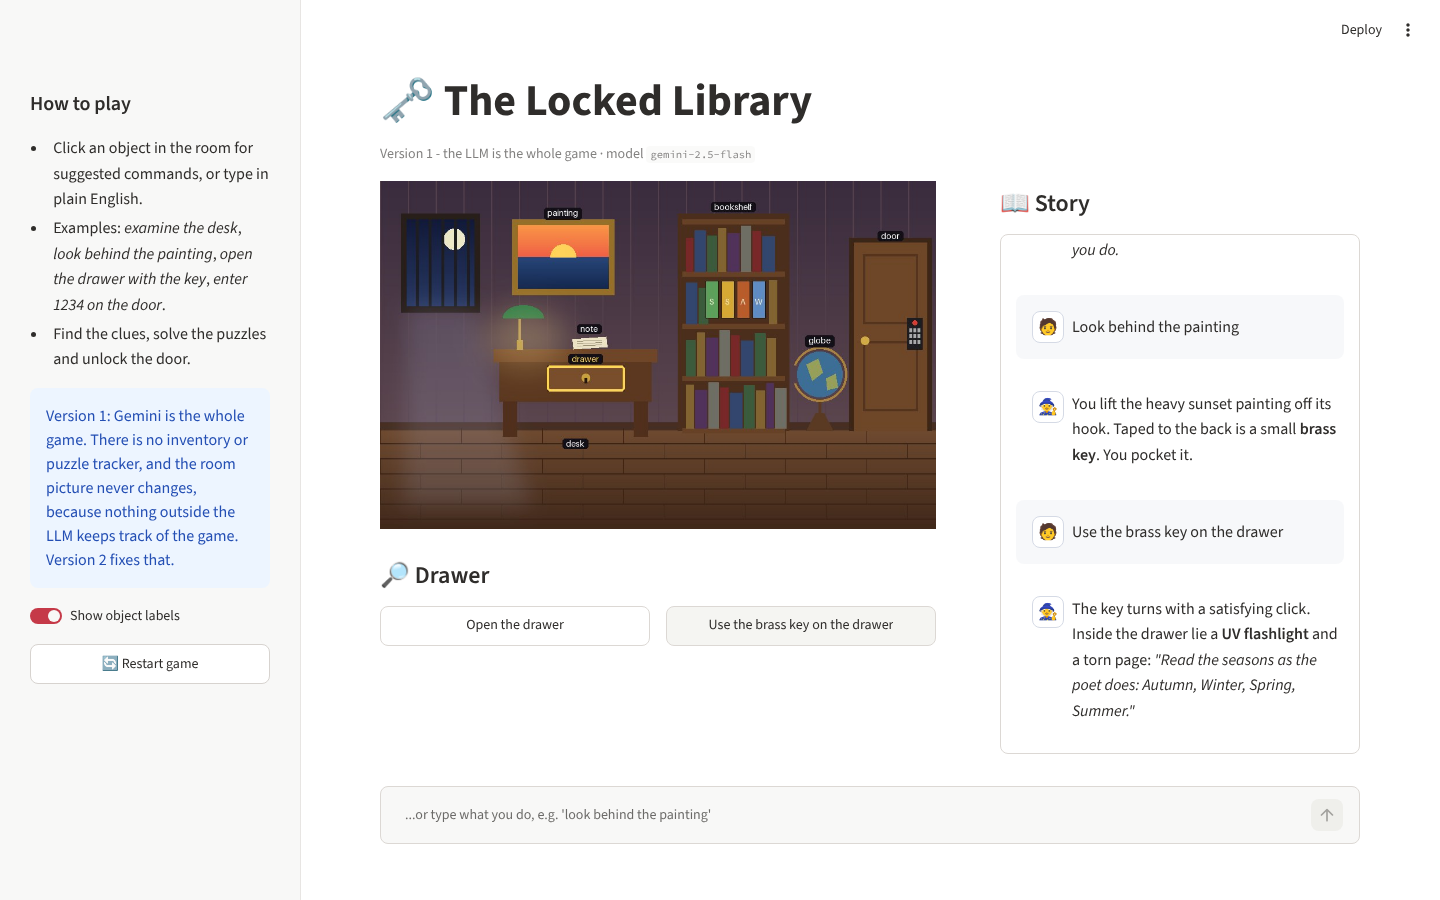 Deploy
How to play
Click an object in the room for
suggested commands, or type in
plain English.
Examples: examine the desk,
look behind the painting, open
the drawer with the key, enter
1234 on the door.
Find the clues, solve the puzzles
and unlock the door.
Version 1: Gemini is the whole
game. There is no inventory or
puzzle tracker, and the room
picture never changes,
because nothing outside the
LLM keeps track of the game.
Version 2 fixes that.
Show object labels
Restart game
The Locked Library
Version 1 - the LLM is the whole game · model gemini-2.5-flash
painting
bookshelf
door
S S A W
note
drawer
globe
desk
Drawer
Open the drawer
Use the brass key on the drawer
Story
you do.
Look behind the painting
You lift the heavy sunset painting off its
hook. Taped to the back is a small brass
key. You pocket it.
Use the brass key on the drawer
The key turns with a satisfying click.
Inside the drawer lie a UV flashlight and
a torn page: "Read the seasons as the
poet does: Autumn, Winter, Spring,
Summer."
...or type what you do, e.g. 'look behind the painting'